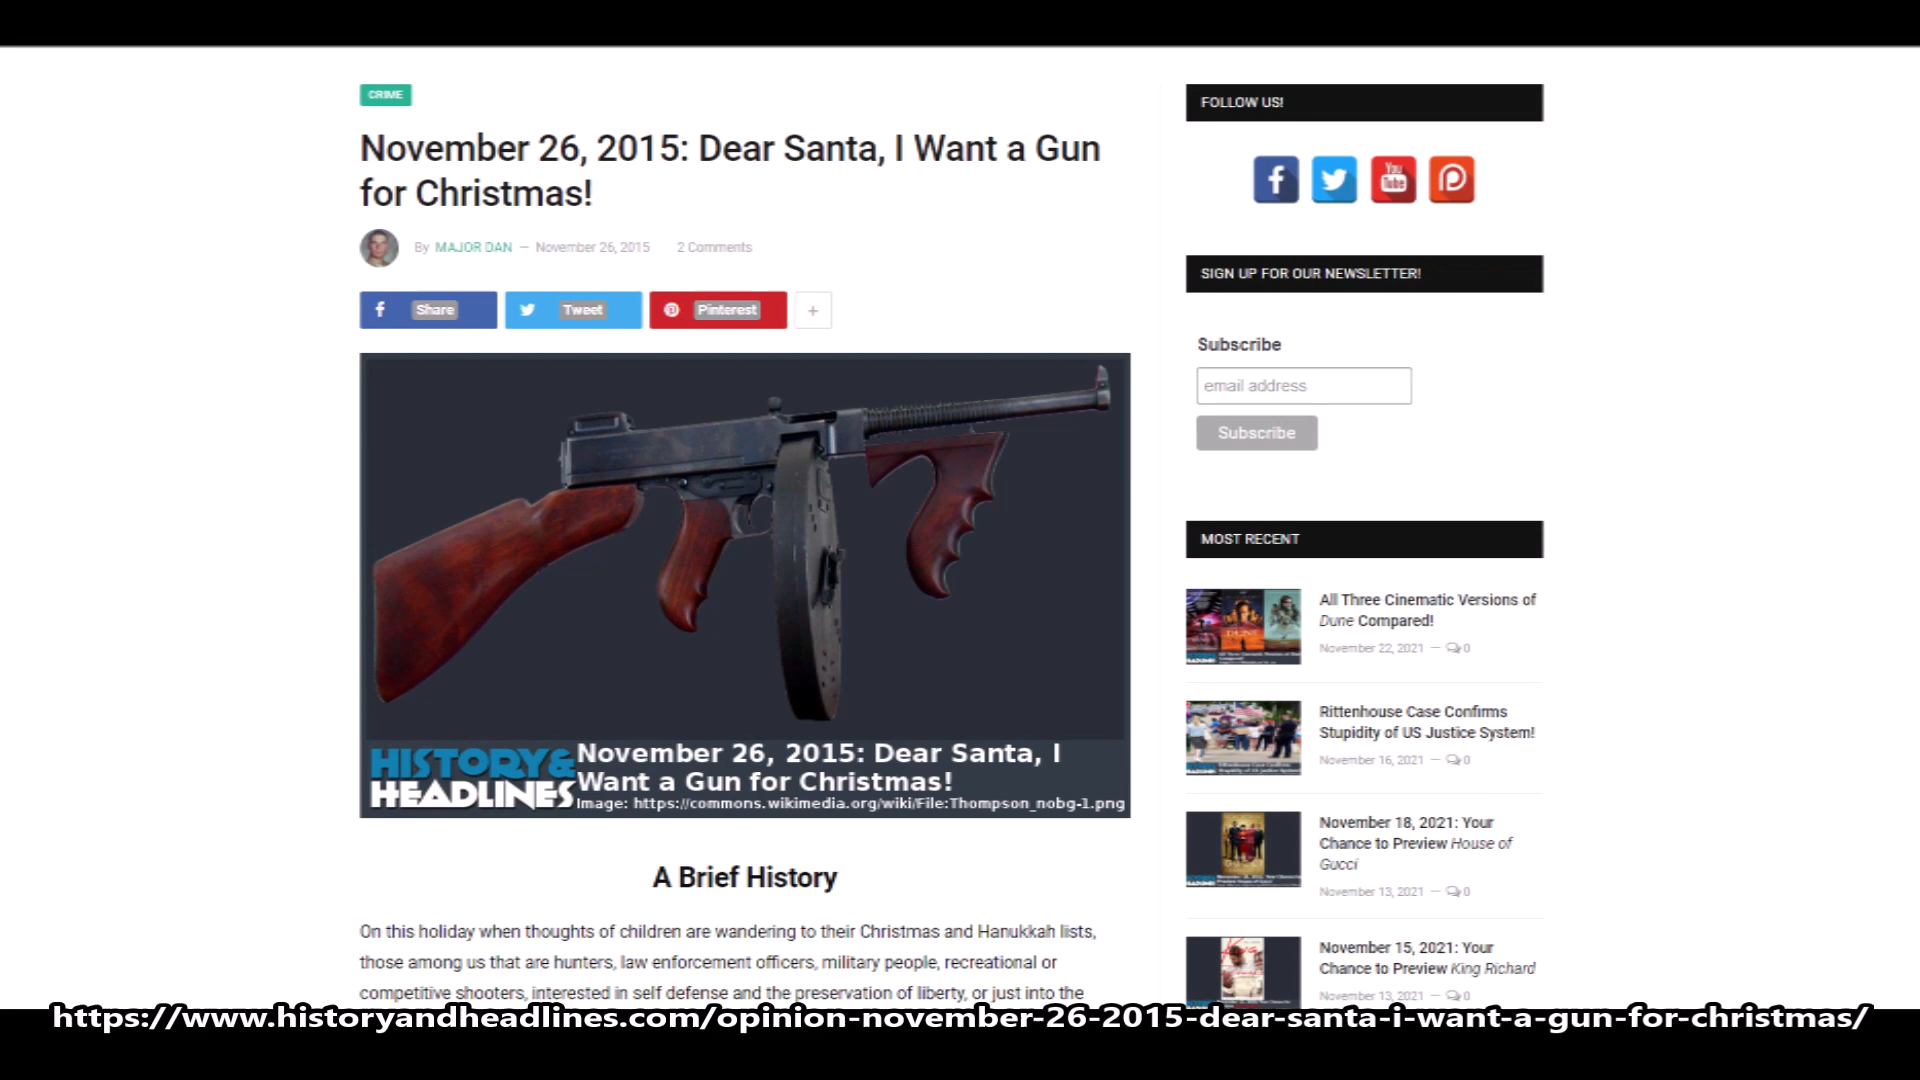 CRIME
November 26, 2015: Dear Santa, I Want a Gun
for Christmas!
By MAJOR DAN — November 26, 2015 2 Comments
Share
Tweet
Pinterest
+
HISTORY&
HEADLINES
November 26, 2015: Dear Santa, I
Want a Gun for Christmas!
Image: https://commons.wikimedia.org/wiki/File:Thompson_nobg-1.png
A Brief History
On this holiday when thoughts of children are wandering to their Christmas and Hanukkah lists,
those among us that are hunters, law enforcement officers, military people, recreational or
competitive shooters, interested in self defense and the preservation of liberty, or just into the
FOLLOW US!
You
Tube
SIGN UP FOR OUR NEWSLETTER!
Subscribe
email address
Subscribe
MOST RECENT
All Three Cinematic Versions of
Dune Compared!
November 22, 2021 — 0
Rittenhouse Case Confirms
Stupidity of US Justice System!
November 16, 2021 — 0
November 18, 2021: Your
Chance to Preview House of
Gucci
November 13, 2021 — 0
November 15, 2021: Your
Chance to Preview King Richard
November 13, 2021 — 0
https://www.historyandheadlines.com/opinion-november-26-2015-dear-santa-i-want-a-gun-for-christmas/